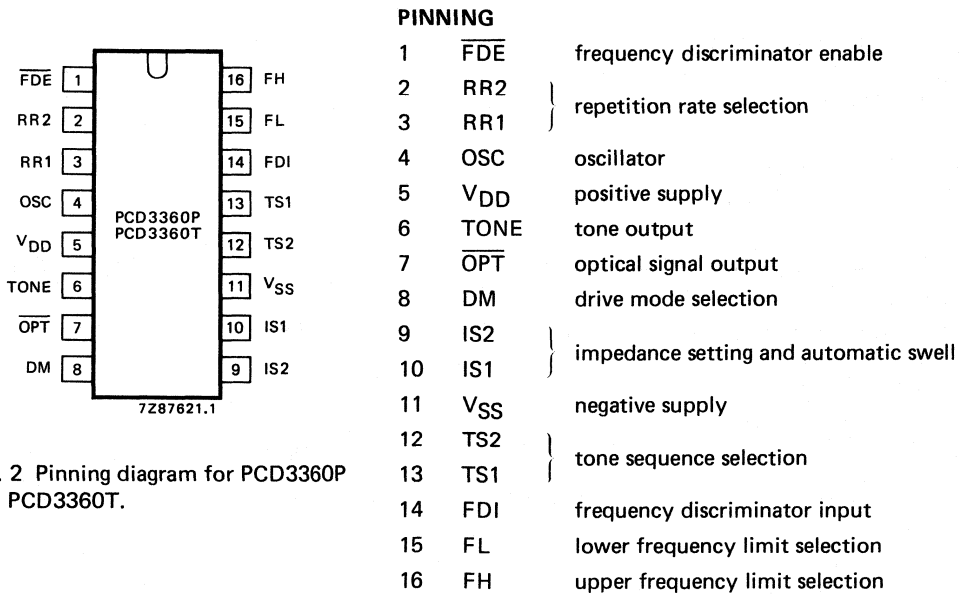 PINNING
1 FDE frequency discriminator enable
2 RR2
repetition rate selection
3 RR1
4 OSC oscillator
5 VDD positive supply
6 TONE tone output
7 OPT optical signal output
8 DM drive mode selection
9 IS2
impedance setting and automatic swell
10 IS1
11 VSS negative supply
12 TS2
tone sequence selection
13 TS1
14 FDI frequency discriminator input
15 FL lower frequency limit selection
16 FH upper frequency limit selection
FDE 1 16 FH
RR2 2 15 FL
RR1 3 14 FDI
OSC 4 13 TS1
PCD3360P
PCD3360T
VDD 5 12 TS2
TONE 6 11 VSS
OPT 7 10 IS1
DM 8 9 IS2
7Z87621.1
. 2 Pinning diagram for PCD3360P
PCD3360T.